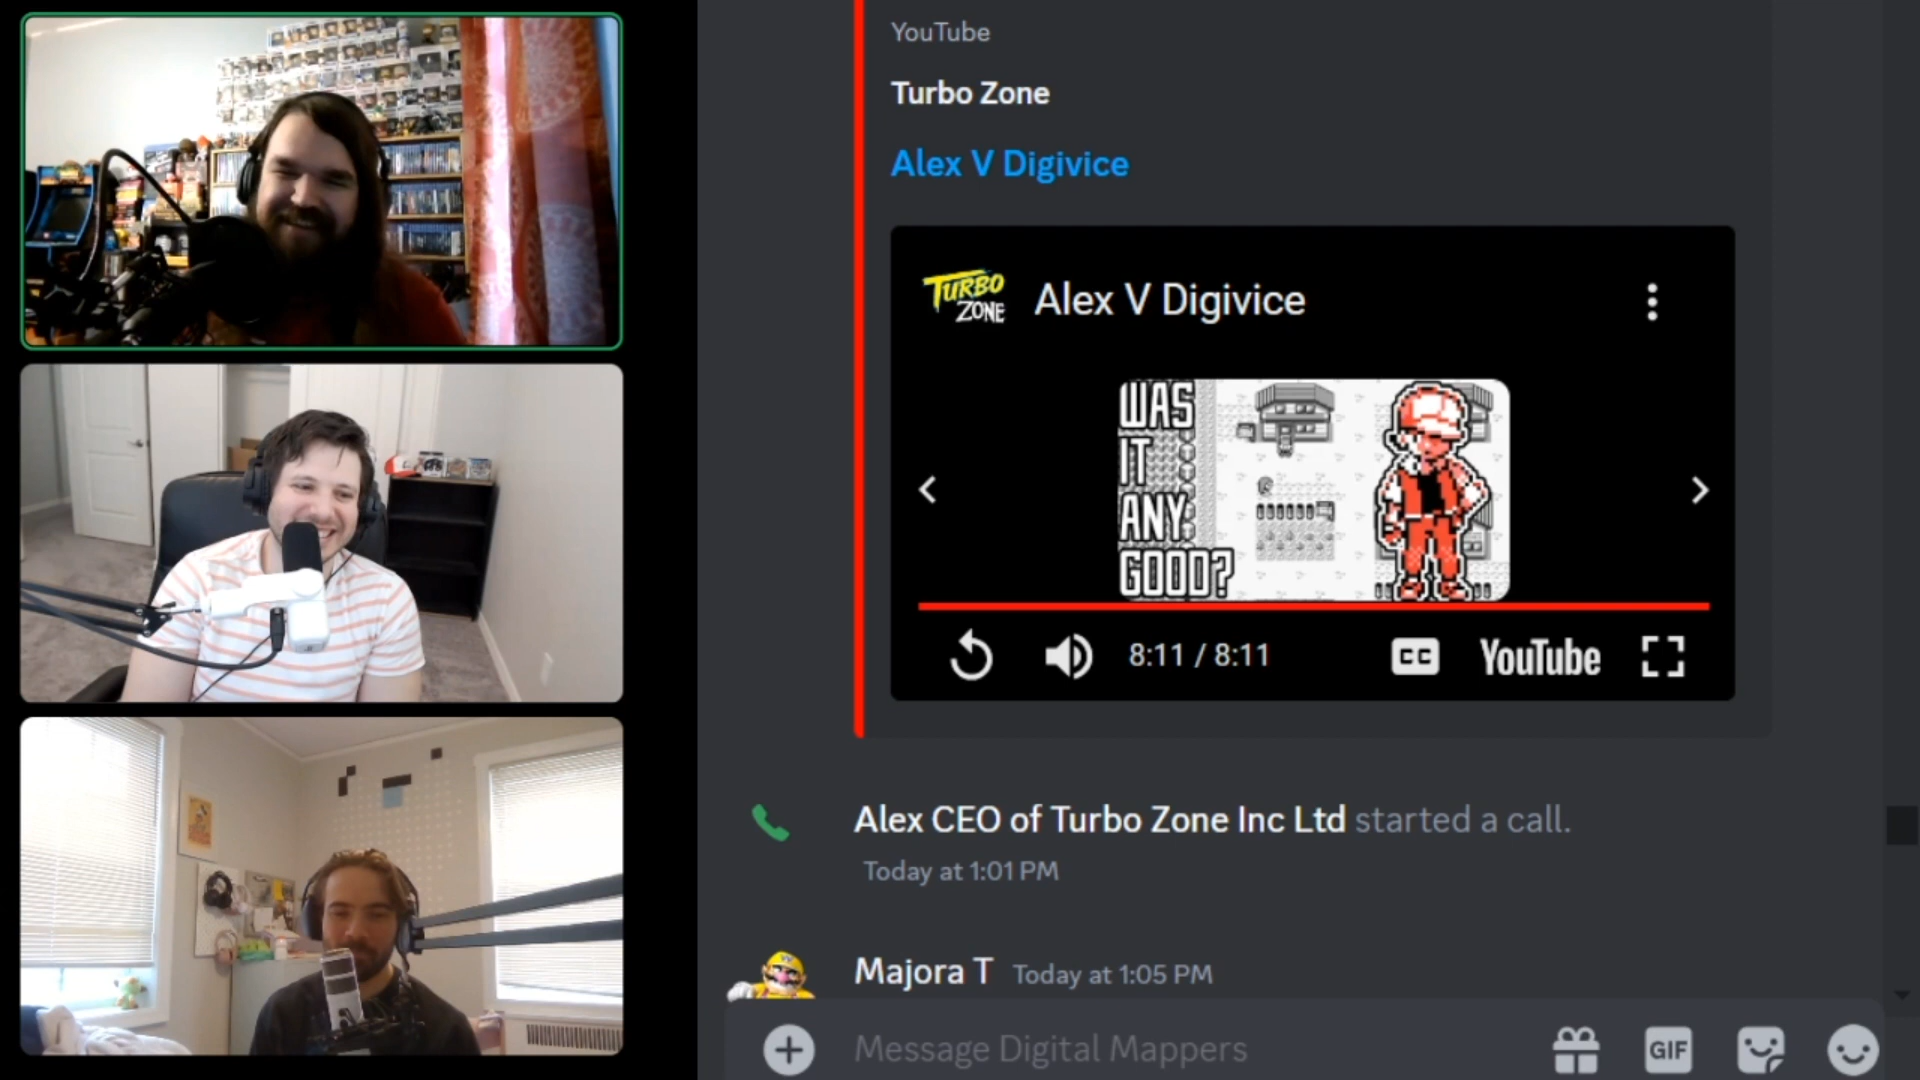 YouTube
Turbo Zone
Alex V Digivice
TURBO
ZONE
Alex V Digivice
WAS
IT
ANY
GOOD?
8:11 / 8:11
CC
YouTube
Alex CEO of Turbo Zone Inc Ltd started a call.
Today at 1:01 PM
Majora T Today at 1:05 PM
Message Digital Mappers
GIF